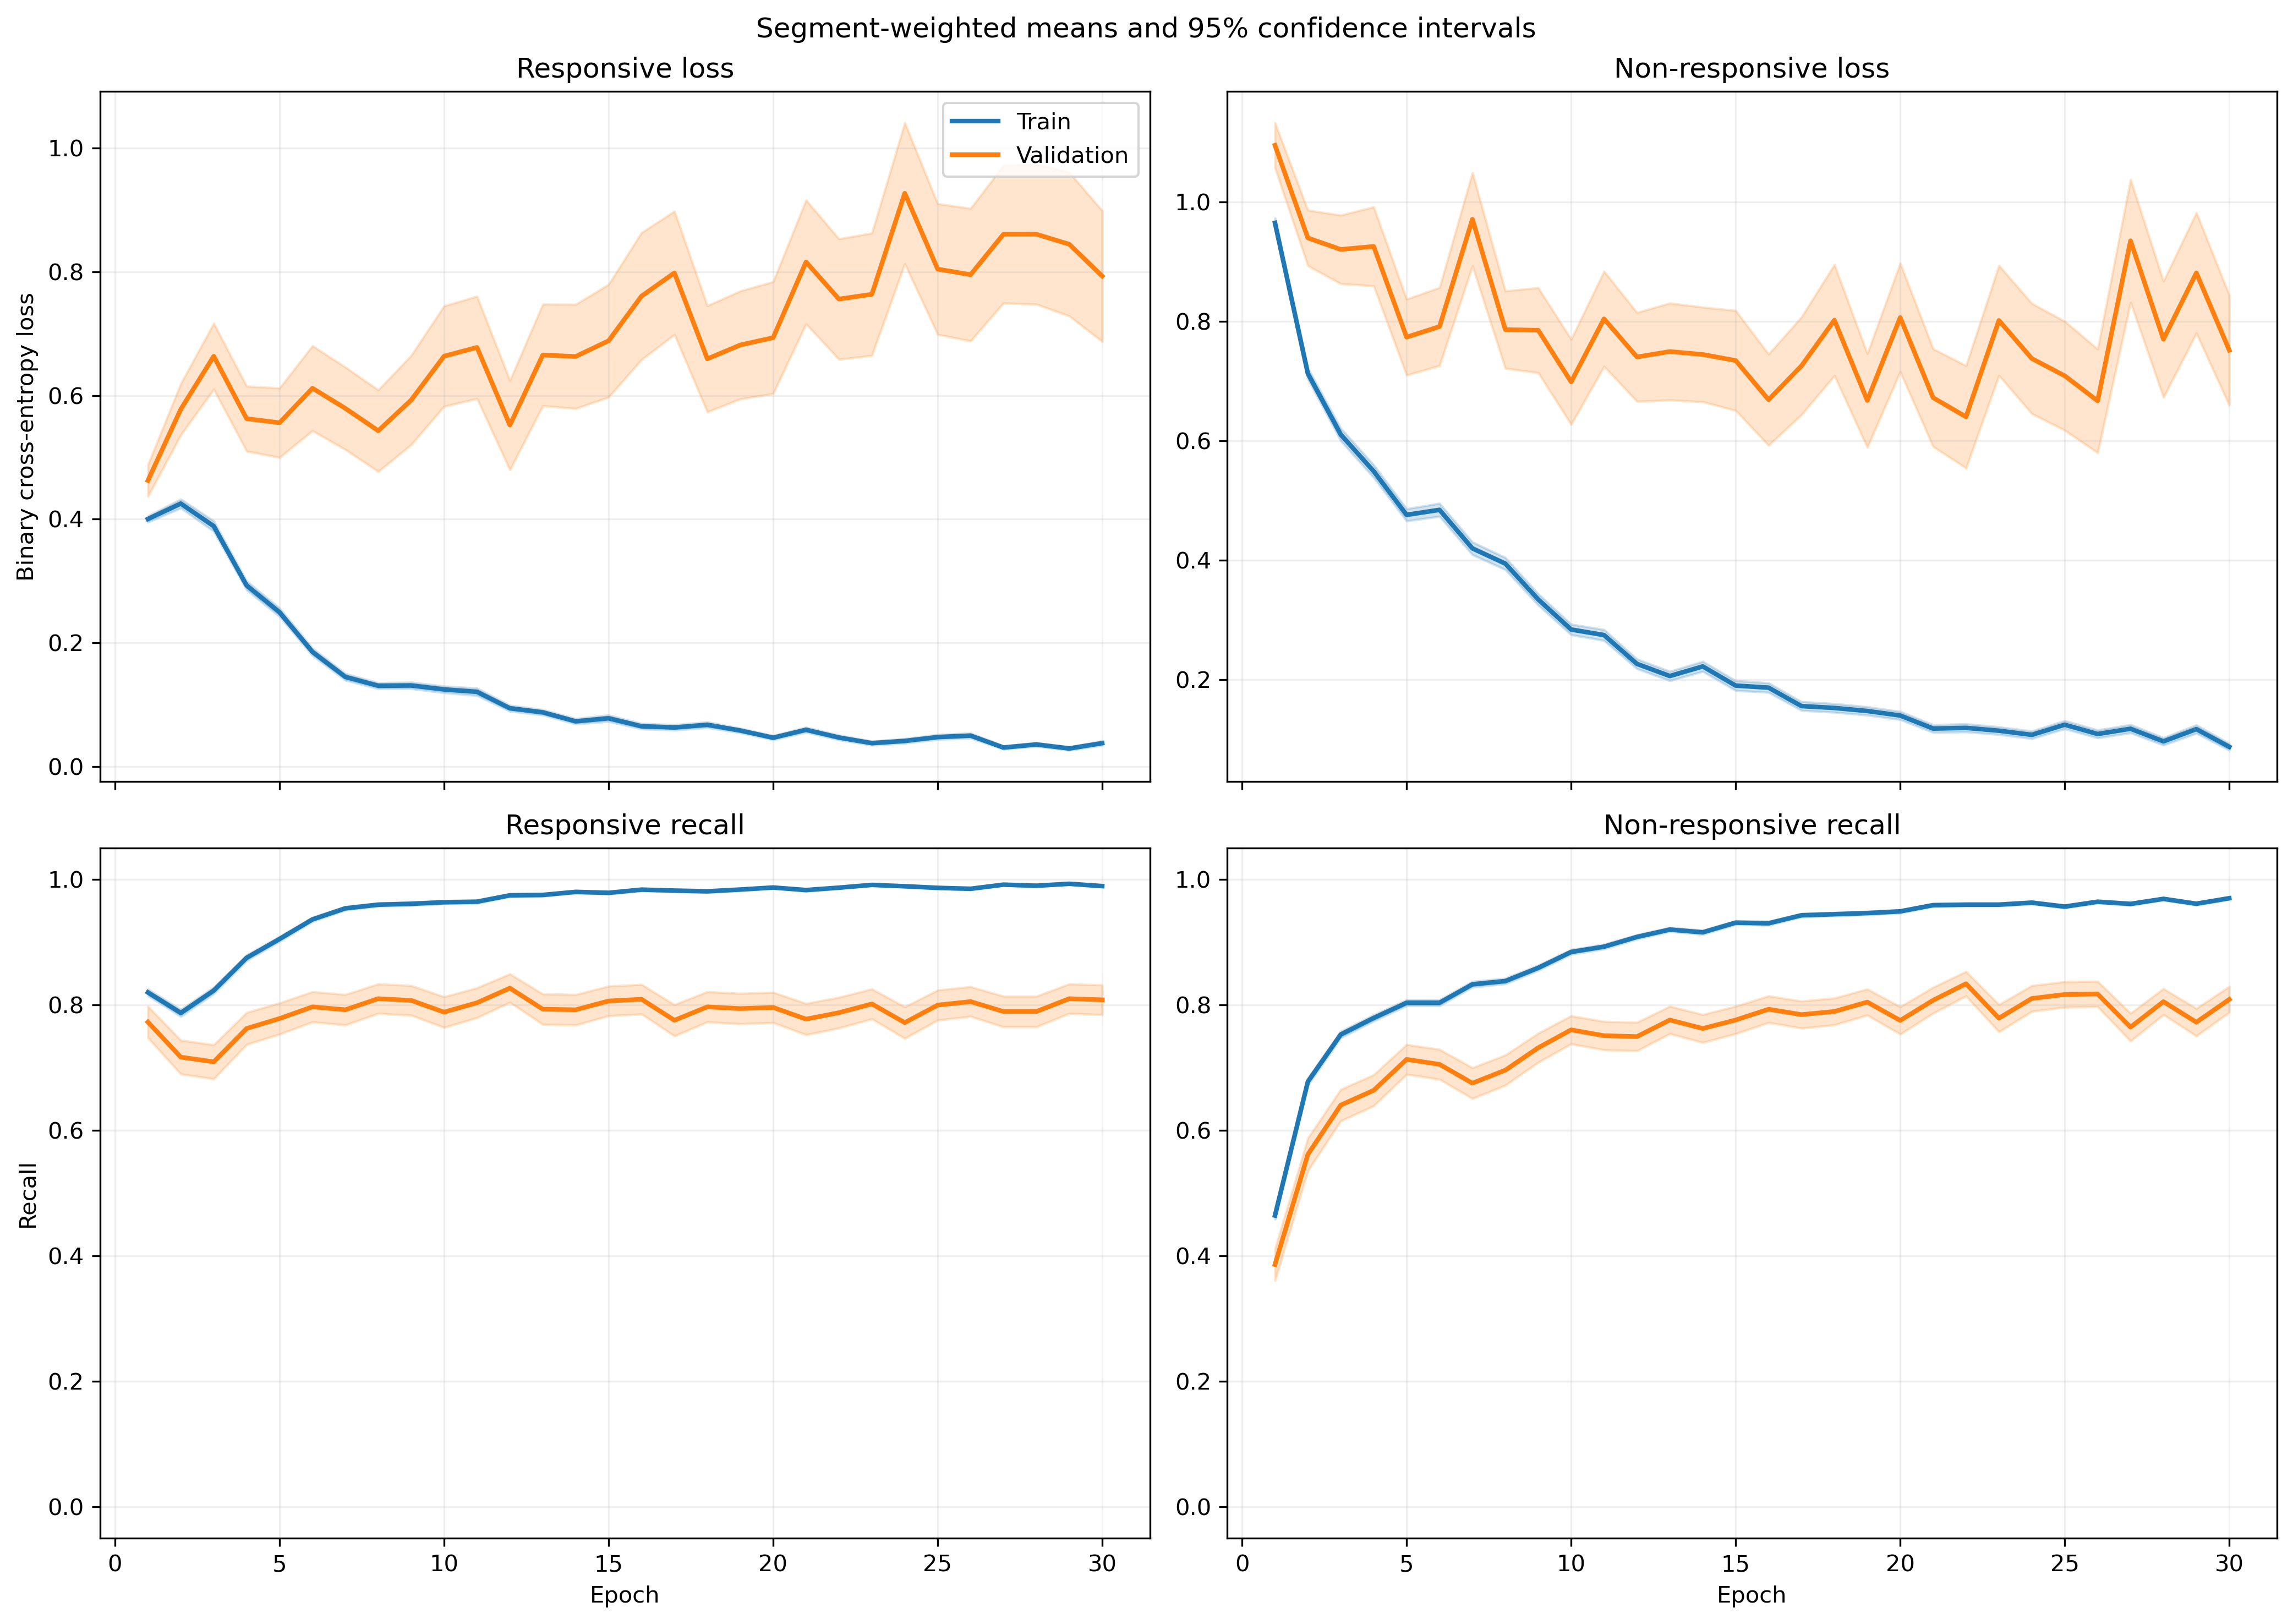 Segment-weighted means and 95% confidence intervals
Responsive loss
Non-responsive loss
Train
Validation
Binary cross-entropy loss
1.0
0.8
0.6
0.4
0.2
0.0
1.0
0.8
0.6
0.4
0.2
Responsive recall
Non-responsive recall
Recall
1.0
0.8
0.6
0.4
0.2
0.0
0 5 10 15 20 25 30
Epoch
1.0
0.8
0.6
0.4
0.2
0.0
0 5 10 15 20 25 30
Epoch